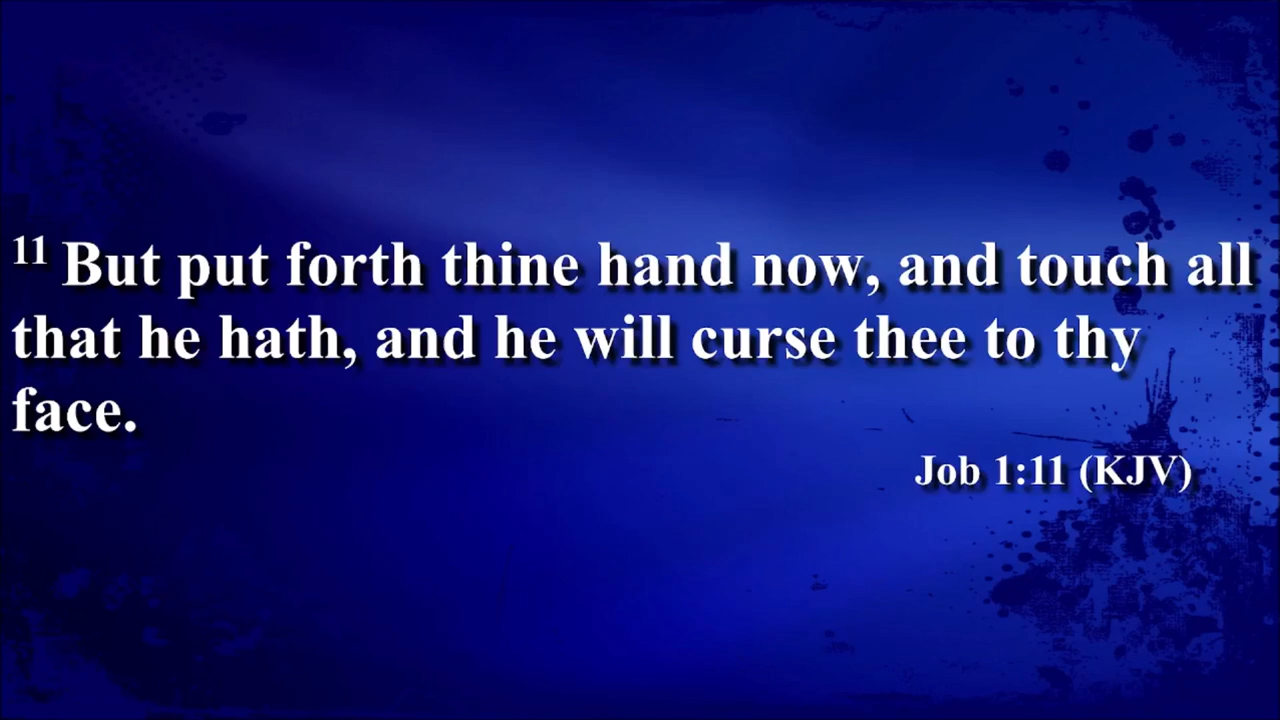 11 But put forth thine hand now, and touch all
that he hath, and he will curse thee to thy
face.
Job 1:11 (KJV)